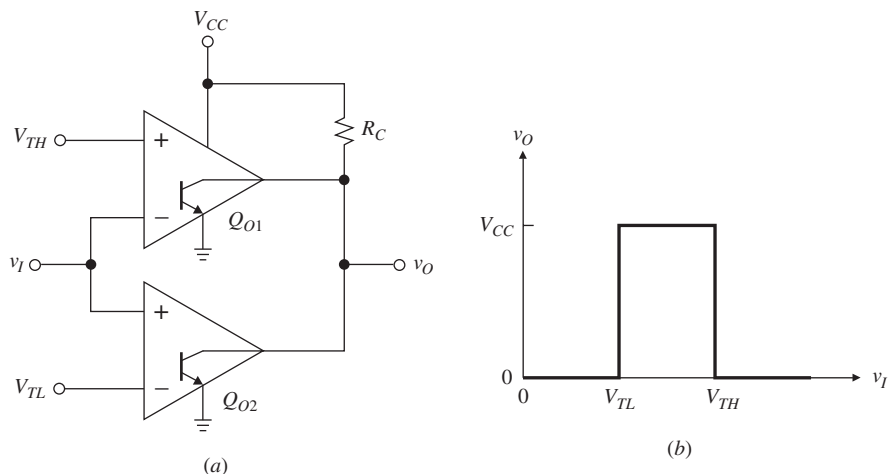 V_CC
V_TH
+
−
Q_O1
R_C
v_I
v_O
+
−
V_TL
Q_O2
(a)
v_O
V_CC
0
0
V_TL
V_TH
v_I
(b)